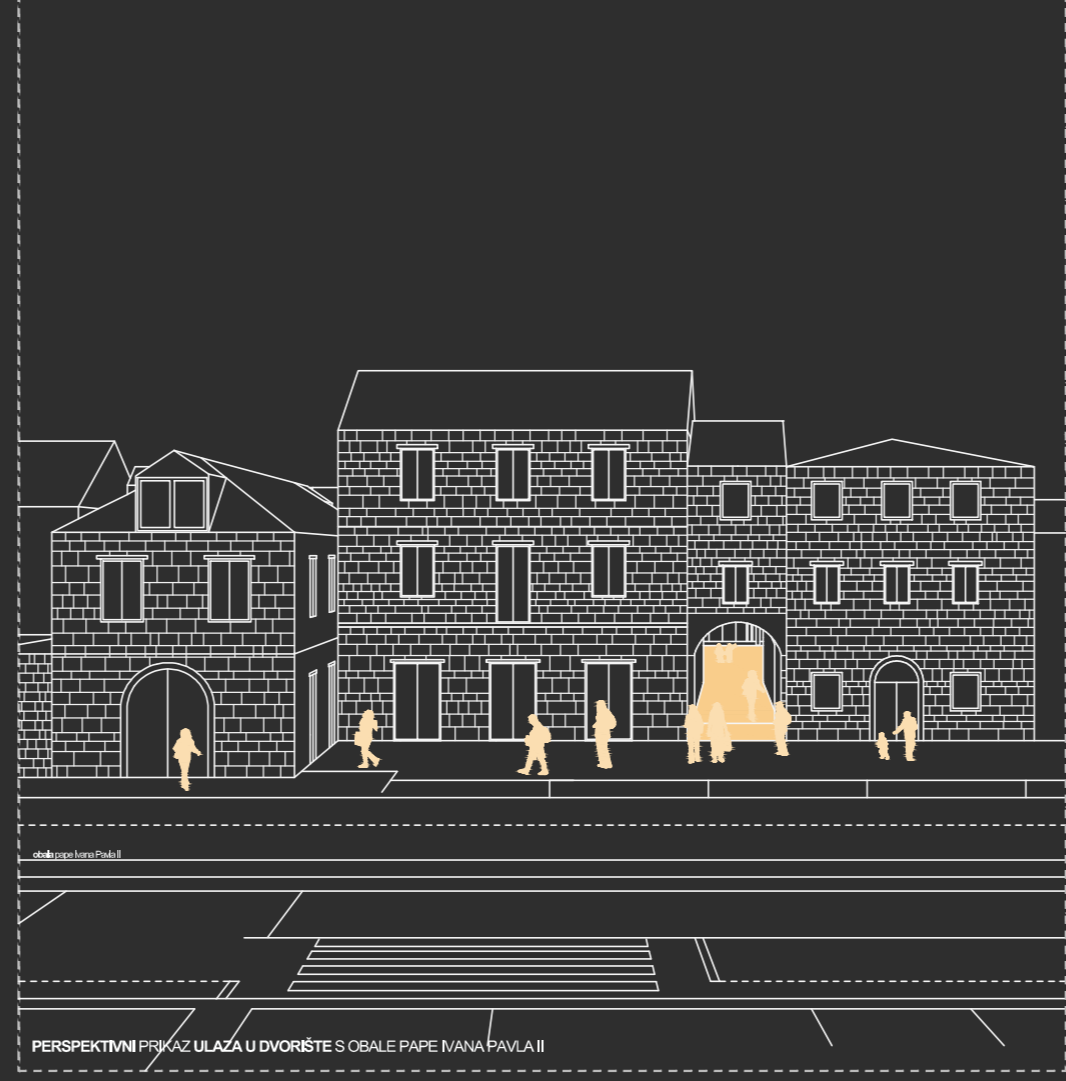 obala pape Ivana Pavla II
PERSPEKTIVNI PRIKAZ ULAZA U DVORIŠTE S OBALE PAPE IVANA PAVLA II